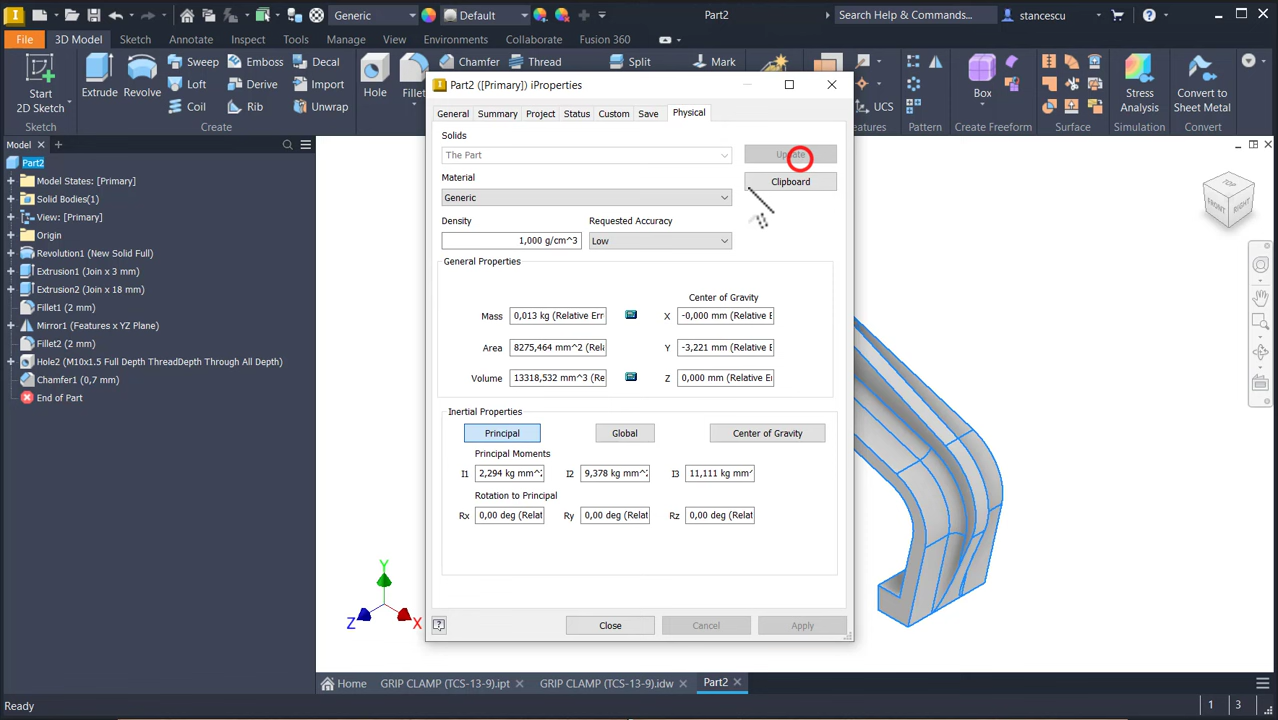 Generic
Default
Part2
Search Help & Commands...
stancescu
File
3D Model
Sketch
Annotate
Inspect
Tools
Manage
View
Environments
Collaborate
Fusion 360
Start
2D Sketch
Sketch
Extrude
Revolve
Sweep
Loft
Coil
Emboss
Derive
Rib
Decal
Import
Unwrap
Create
Hole
Fillet
Chamfer
Thread
Split
Mark
UCS
Pattern
Box
Create Freeform
Surface
Stress
Analysis
Simulation
Convert to
Sheet Metal
Convert
Model
Part2
Model States: [Primary]
Solid Bodies(1)
View: [Primary]
Origin
Revolution1 (New Solid Full)
Extrusion1 (Join x 3 mm)
Extrusion2 (Join x 18 mm)
Fillet1 (2 mm)
Mirror1 (Features x YZ Plane)
Fillet2 (2 mm)
Hole2 (M10x1.5 Full Depth ThreadDepth Through All Depth)
Chamfer1 (0,7 mm)
End of Part
Part2 ([Primary]) iProperties
General
Summary
Project
Status
Custom
Save
Physical
Solids
The Part
Update
Material
Clipboard
Generic
Density
Requested Accuracy
1,000 g/cm^3
Low
General Properties
Center of Gravity
Mass
0,013 kg (Relative Err
X
-0,000 mm (Relative E
Area
8275,464 mm^2 (Rela
Y
-3,221 mm (Relative E
Volume
13318,532 mm^3 (Re
Z
0,000 mm (Relative Err
Inertial Properties
Principal
Global
Center of Gravity
Principal Moments
I1
2,294 kg mm^2
I2
9,378 kg mm^2
I3
11,111 kg mm^
Rotation to Principal
Rx
0,00 deg (Relat
Ry
0,00 deg (Relat
Rz
0,00 deg (Relat
Close
Cancel
Apply
TOP
FRONT
RIGHT
Y
Z
X
Home
GRIP CLAMP (TCS-13-9).ipt
GRIP CLAMP (TCS-13-9).idw
Part2
Ready
1
3